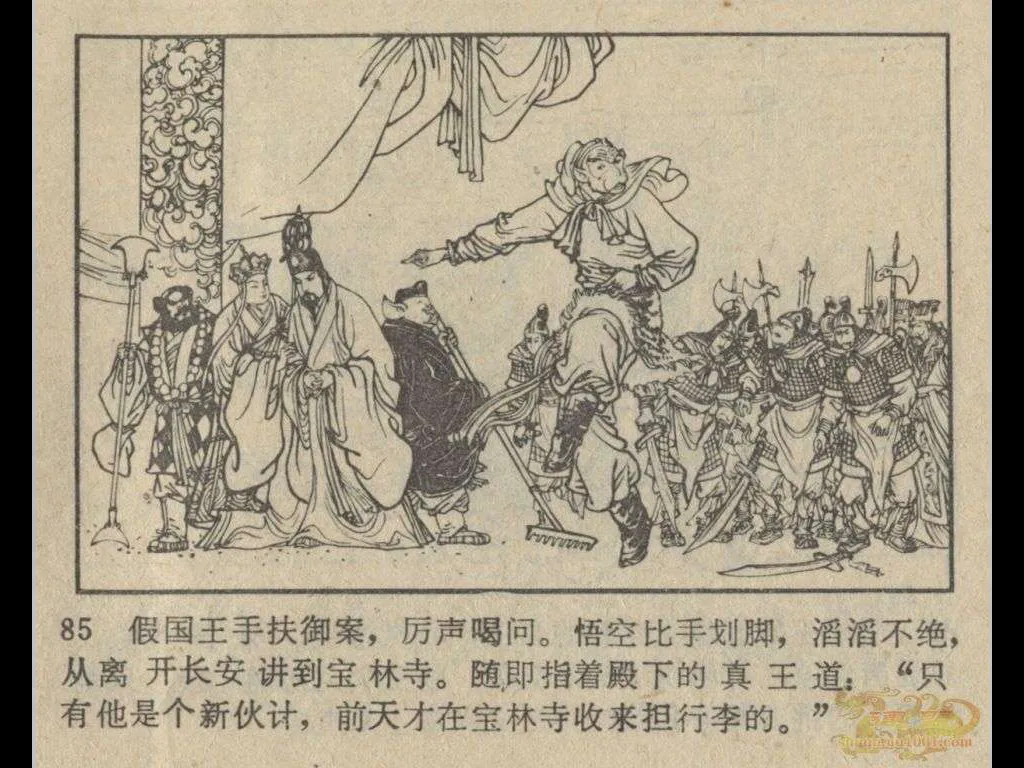 85 假国王手扶御案，厉声喝问。悟空比手划脚，滔滔不绝，
从离开长安讲到宝林寺。随即指着殿下的真王道：“只
有他是个新伙计，前天才在宝林寺收来担行李的。”